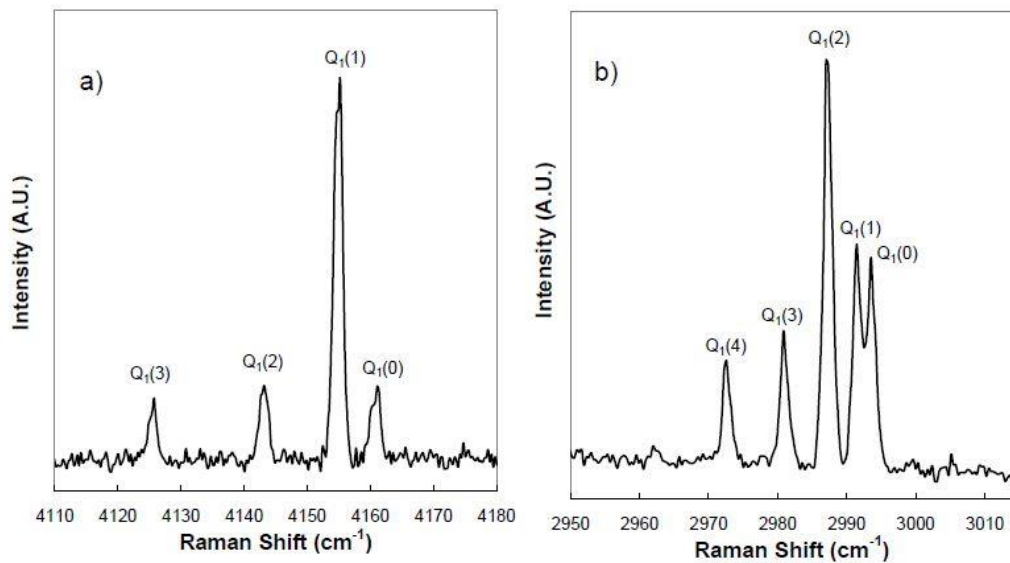 a)
Q₁(1)
Q₁(3)
Q₁(2)
Q₁(0)
Intensity (A.U.)
4110 4120 4130 4140 4150 4160 4170 4180
Raman Shift (cm⁻¹)
b)
Q₁(2)
Q₁(1)
Q₁(0)
Q₁(3)
Q₁(4)
Intensity (A.U.)
2950 2960 2970 2980 2990 3000 3010
Raman Shift (cm⁻¹)